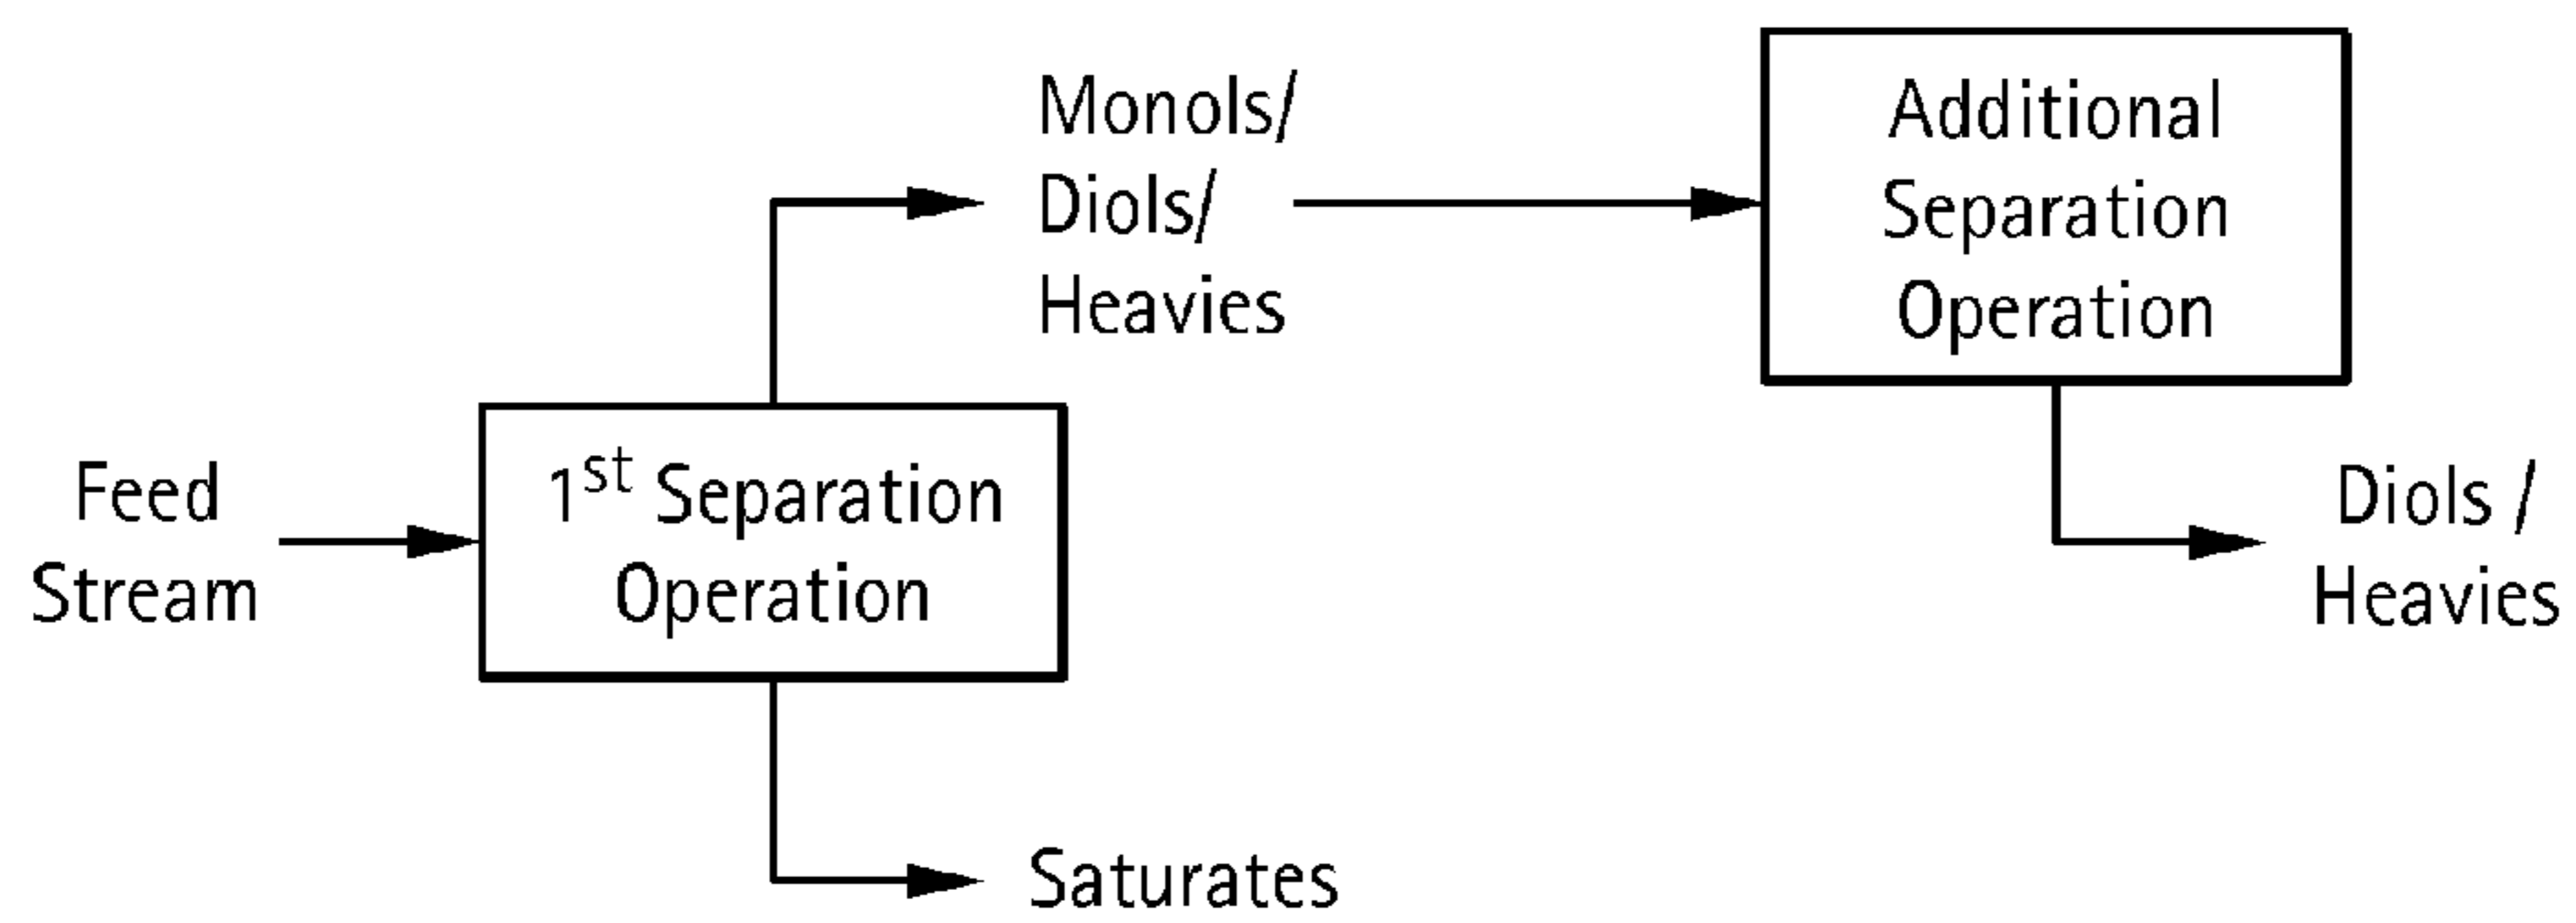 Feed
Stream
1st Separation
Operation
Monols/
Diols/
Heavies
Saturates
Additional
Separation
Operation
Diols /
Heavies